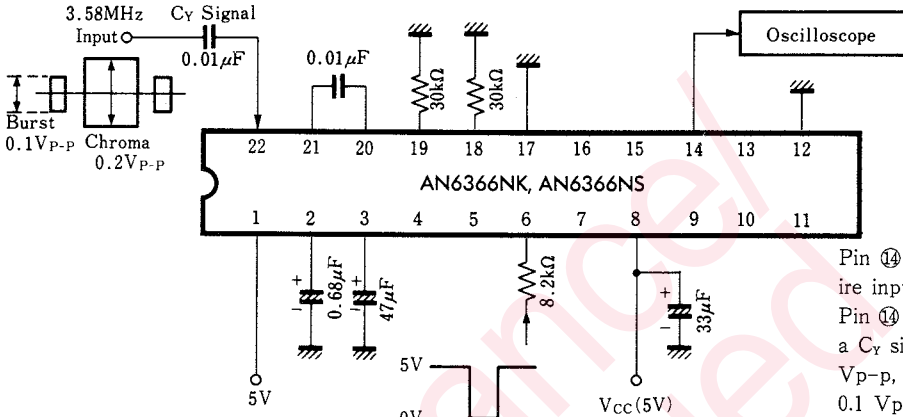 3.58MHz
Input
CY Signal
0.01μF
0.01μF
30kΩ
30kΩ
Oscilloscope
Burst
0.1VP-P
Chroma
0.2VP-P
22 21 20 19 18 17 16 15 14 13 12
AN6366NK, AN6366NS
1 2 3 4 5 6 7 8 9 10 11
+
-
0.68μF
+
-
47μF
8.2kΩ
+
-
33μF
5V
5V
0V
VCC(5V)
Pin ⑭
ire inpu
Pin ⑭
a CY si
Vp-p,
0.1 Vp